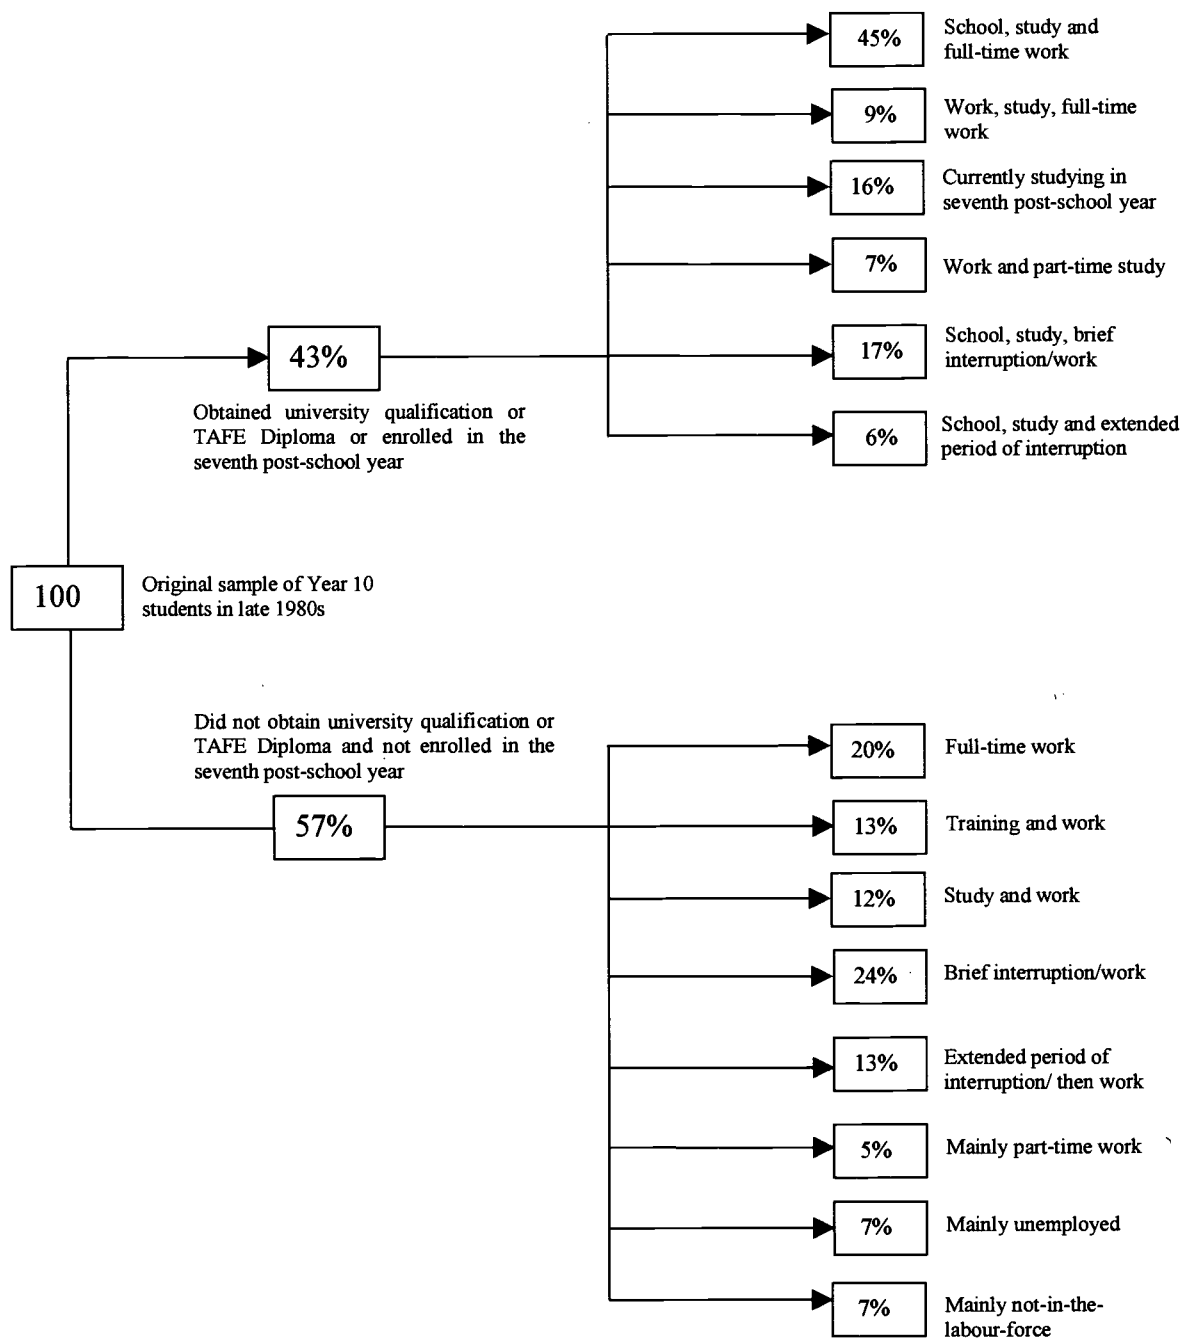 45%
School, study and
full-time work
9%
Work, study, full-time
work
16%
Currently studying in
seventh post-school year
7%
Work and part-time study
43%
17%
School, study, brief
interruption/work
Obtained university qualification or
TAFE Diploma or enrolled in the
seventh post-school year
6%
School, study and extended
period of interruption
100
Original sample of Year 10
students in late 1980s
Did not obtain university qualification or
TAFE Diploma and not enrolled in the
seventh post-school year
57%
20%
Full-time work
13%
Training and work
12%
Study and work
24%
Brief interruption/work
13%
Extended period of
interruption/ then work
5%
Mainly part-time work
7%
Mainly unemployed
7%
Mainly not-in-the-
labour-force